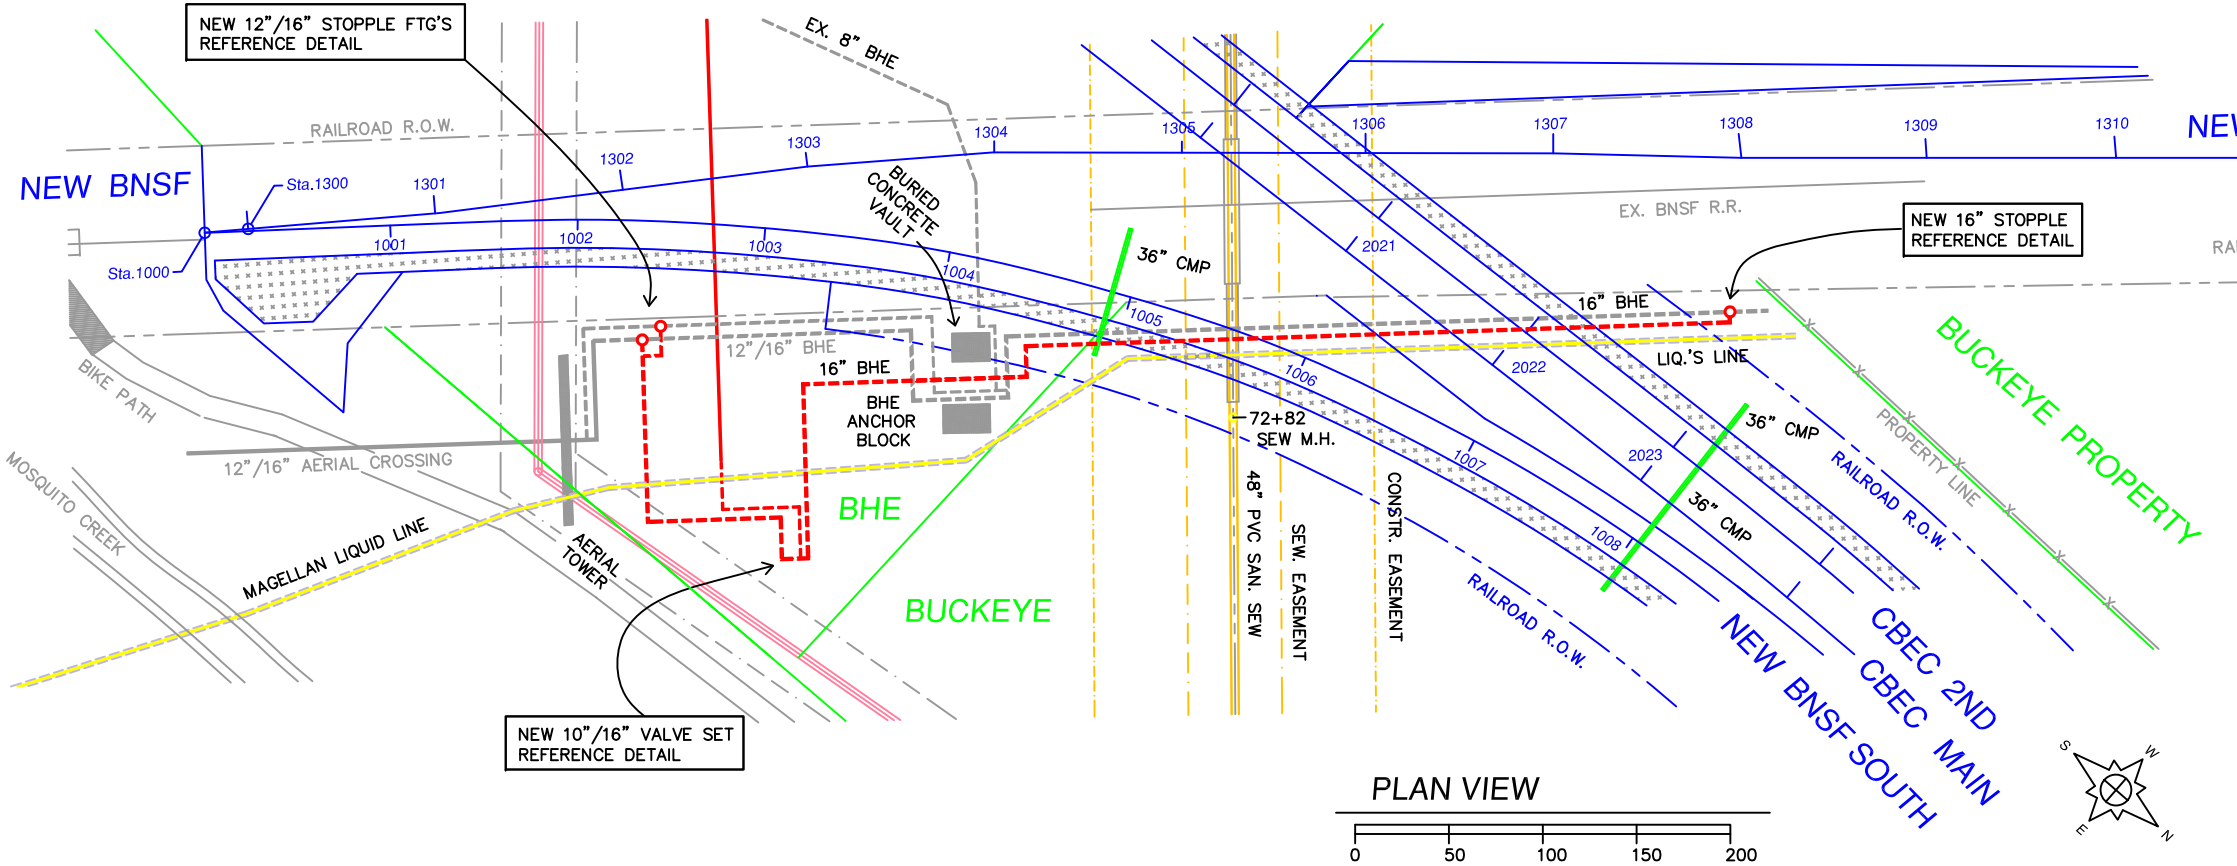 NEW 12"/16" STOPPLE FTG'S
REFERENCE DETAIL
EX. 8" BHE
RAILROAD R.O.W.
1302
1303
1304
1305
1306
1307
1308
1309
1310
NEW BNSF
Sta.1300
1301
BURIED
CONCRETE
VAULT
EX. BNSF R.R.
NEW 16" STOPPLE
REFERENCE DETAIL
1001
1002
1003
1004
1005
36" CMP
2021
Sta.1000
16" BHE
12"/16" BHE
16" BHE
LIQ.'S LINE
BUCKEYE PROPERTY
BIKE PATH
1006
2022
BHE
ANCHOR
BLOCK
72+82
SEW M.H.
36" CMP
PROPERTY LINE
12"/16" AERIAL CROSSING
MOSQUITO CREEK
1007
2023
RAILROAD R.O.W.
BHE
48" PVC SAN. SEW
SEW. EASEMENT
CONSTR. EASEMENT
36" CMP
1008
MAGELLAN LIQUID LINE
AERIAL
TOWER
BUCKEYE
RAILROAD R.O.W.
NEW 10"/16" VALVE SET
REFERENCE DETAIL
CBEC 2ND
CBEC MAIN
NEW BNSF SOUTH
PLAN VIEW
0 50 100 150 200
S
W
E
N
X
X
X
X
X
X
X